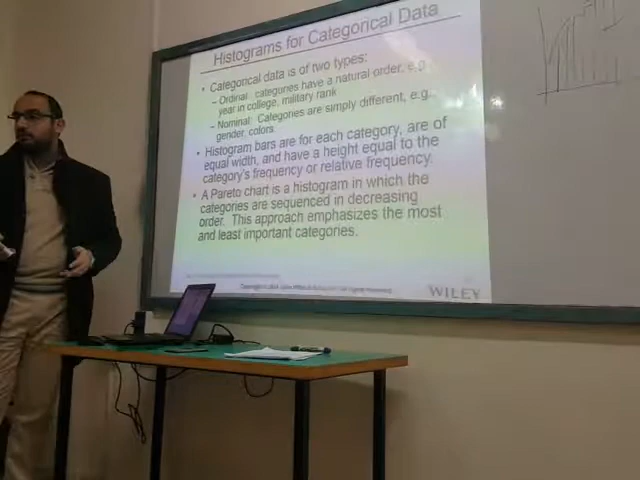 Histograms for Categorical Data
• Categorical data is of two types:
– Ordinal: categories have a natural order, e.g.
year in college, military rank
– Nominal: Categories are simply different, e.g.
gender, colors
• Histogram bars are for each category, are of
equal width, and have a height equal to the
category's frequency or relative frequency.
• A Pareto chart is a histogram in which the
categories are sequenced in decreasing
order. This approach emphasizes the most
and least important categories.
WILEY